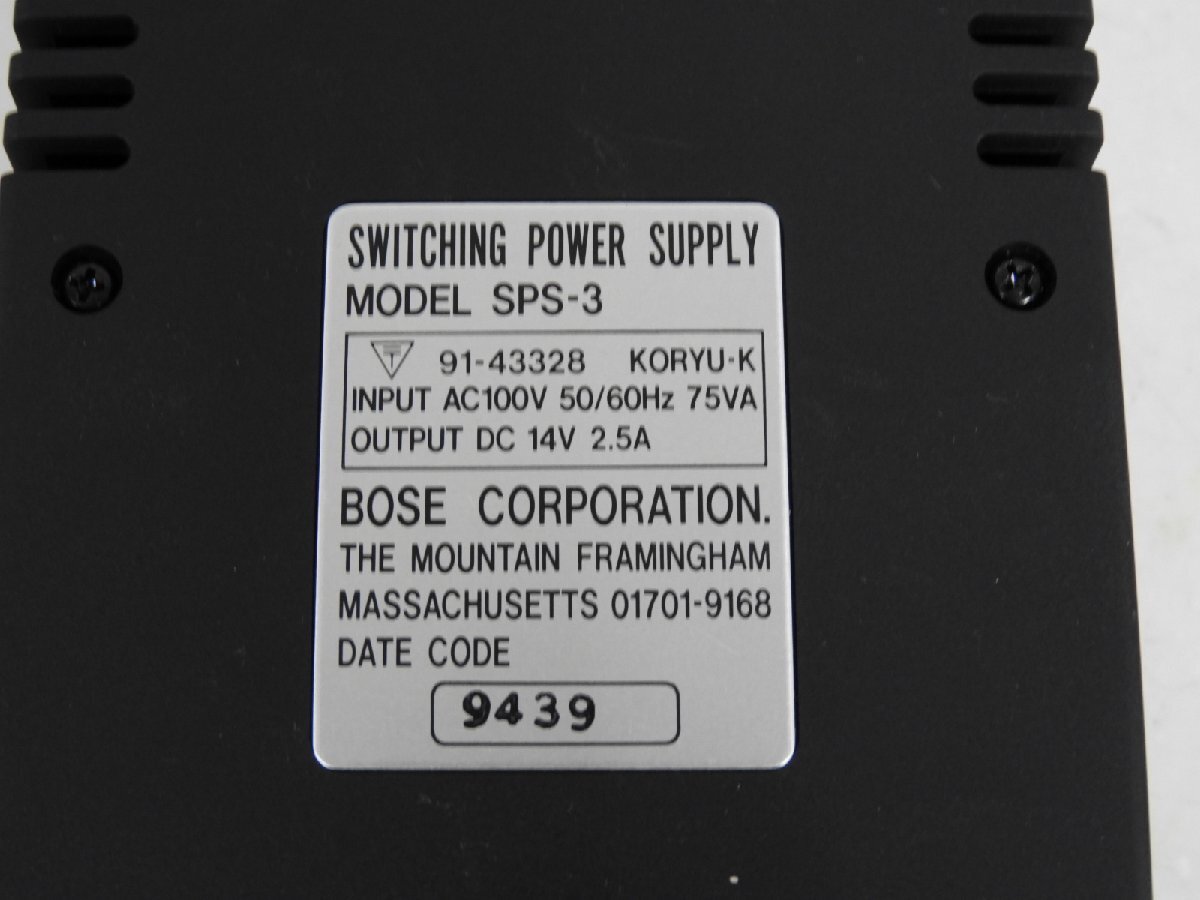 SWITCHING POWER SUPPLY
MODEL SPS-3
T 91-43328 KORYU-K
INPUT AC100V 50/60Hz 75VA
OUTPUT DC 14V 2.5A
BOSE CORPORATION.
THE MOUNTAIN FRAMINGHAM
MASSACHUSETTS 01701-9168
DATE CODE
9439